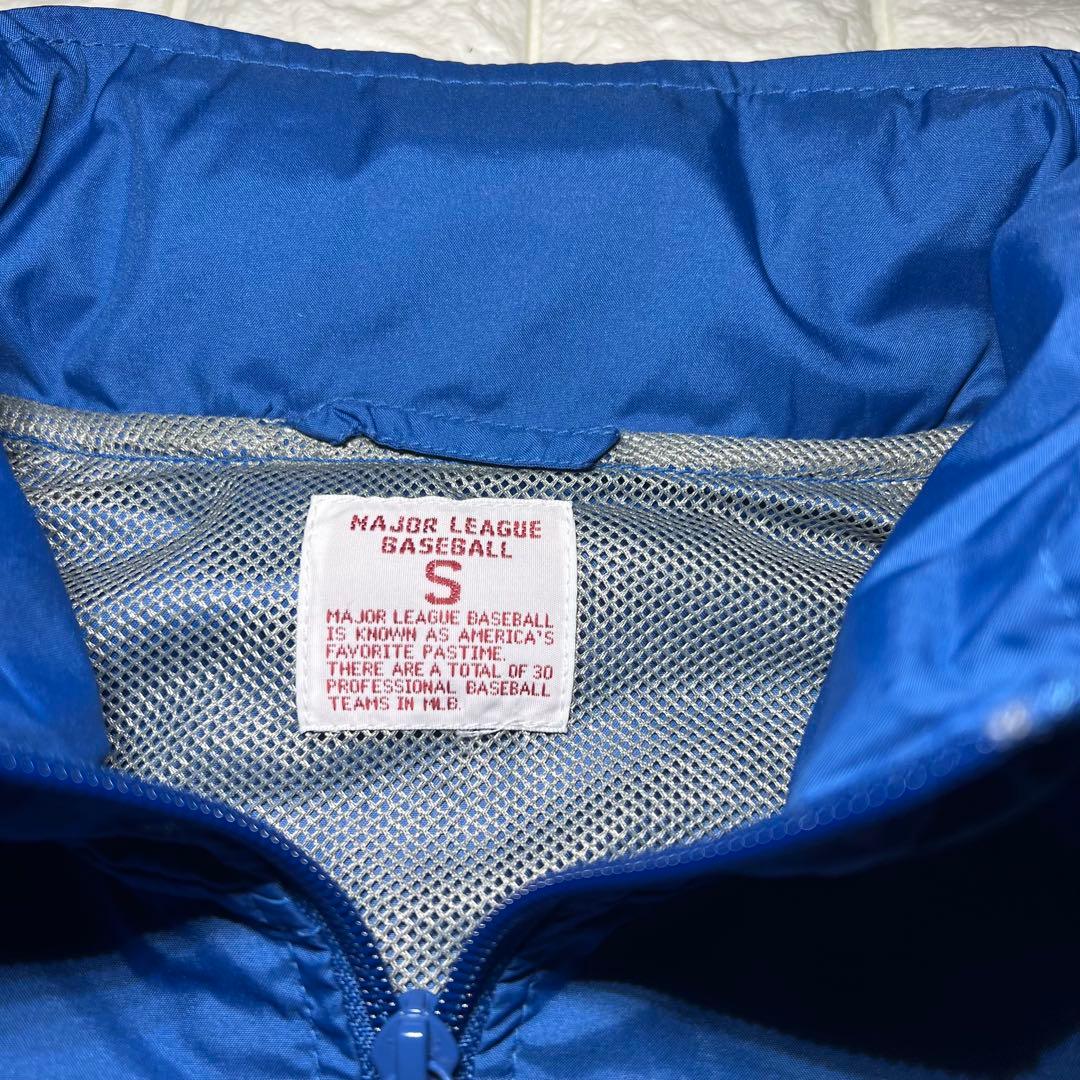 MAJOR LEAGUE
BASEBALL
S
MAJOR LEAGUE BASEBALL
IS KNOWN AS AMERICA'S
FAVORITE PASTIME.
THERE ARE A TOTAL OF 30
PROFESSIONAL BASEBALL
TEAMS IN MLB.